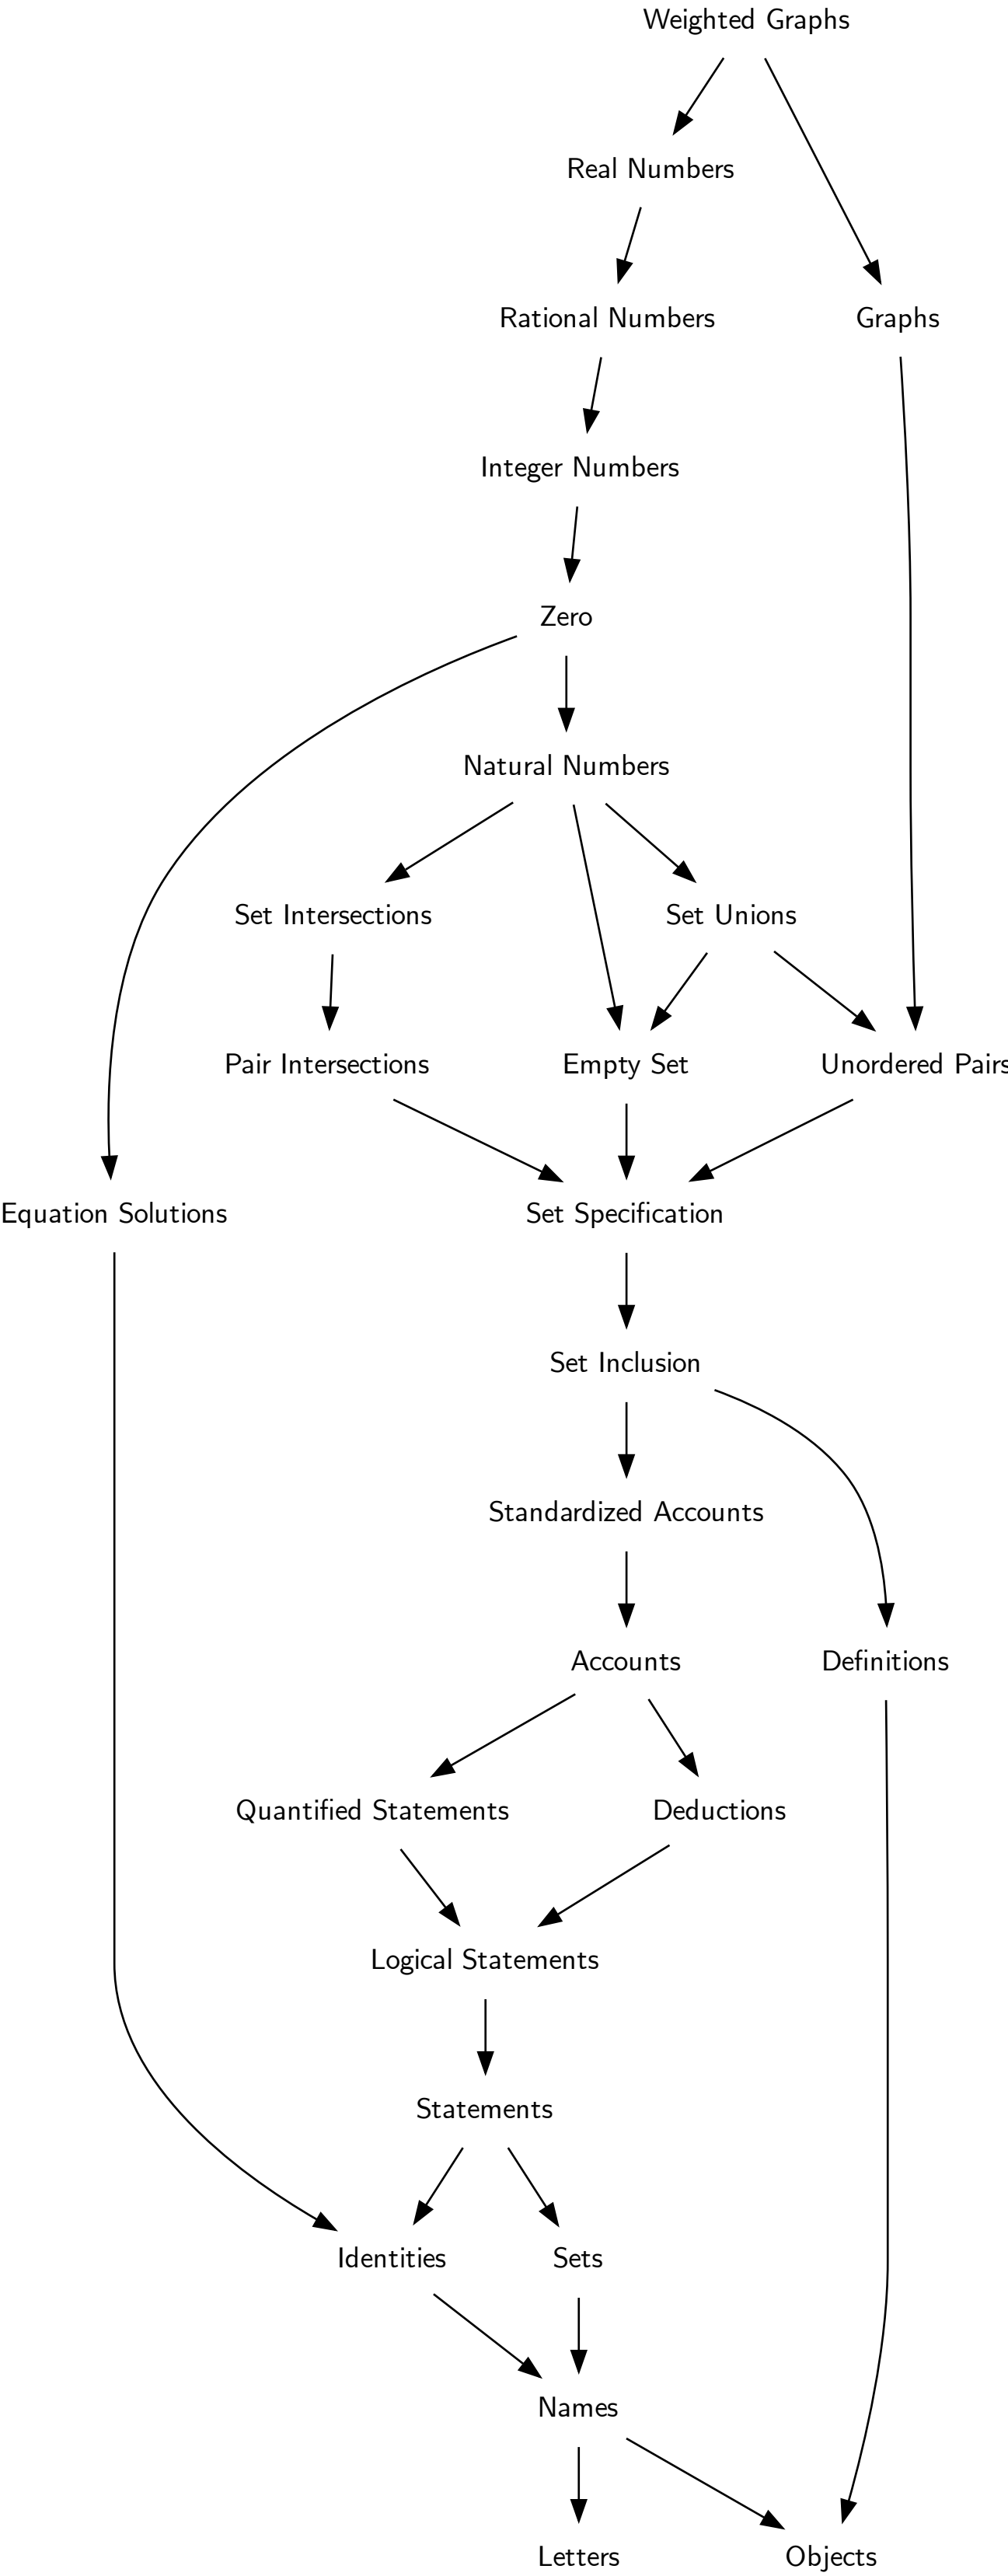 Weighted Graphs
Real Numbers
Rational Numbers
Graphs
Integer Numbers
Zero
Natural Numbers
Set Intersections
Set Unions
Pair Intersections
Empty Set
Unordered Pairs
Equation Solutions
Set Specification
Set Inclusion
Standardized Accounts
Accounts
Definitions
Quantified Statements
Deductions
Logical Statements
Statements
Identities
Sets
Names
Letters
Objects